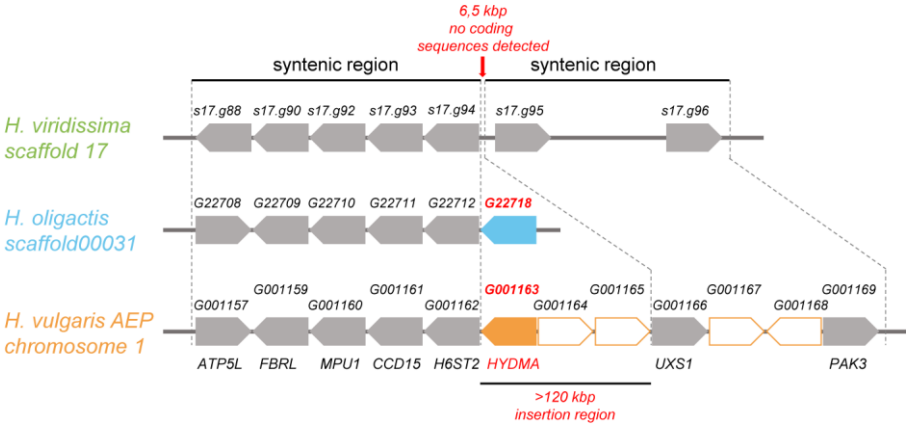 6,5 kbp
no coding
sequences detected
syntenic region
syntenic region
s17.g88 s17.g90 s17.g92 s17.g93 s17.g94 s17.g95 s17.g96
H. viridissima
scaffold 17
G22708 G22709 G22710 G22711 G22712 G22718
H. oligactis
scaffold00031
G001157 G001159 G001160 G001161 G001162 G001163 G001164 G001165 G001166 G001167 G001168 G001169
H. vulgaris AEP
chromosome 1
ATP5L FBRL MPU1 CCD15 H6ST2 HYDMA UXS1 PAK3
>120 kbp
insertion region